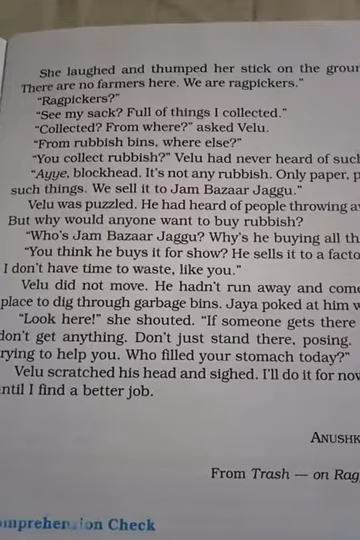 She laughed and thumped her stick on the
There are no farmers here. We are ragpickers."
"Ragpickers?"
"See my sack? Full of things I collected."
"Collected? From where?" asked Velu.
"From rubbish bins, where else?"
"You collect rubbish?" Velu had never heard of
"Ayye, blockhead. It's not any rubbish. Only paper,
such things. We sell it to Jam Bazaar Jaggu."
Velu was puzzled. He had heard of people throwing
But why would anyone want to buy rubbish?
"Who's Jam Bazaar Jaggu? Why's he buying all
"You think he buys it for show? He sells it to a
I don't have time to waste, like you."
Velu did not move. He hadn't run away and
place to dig through garbage bins. Jaya poked at him
"Look here!" she shouted. "If someone gets there
don't get anything. Don't just stand there, posing.
rying to help you. Who filled your stomach today?"
Velu scratched his head and sighed. I'll do it for
ntil I find a better job.
ANUSHK
From Trash — on
omprehension Check